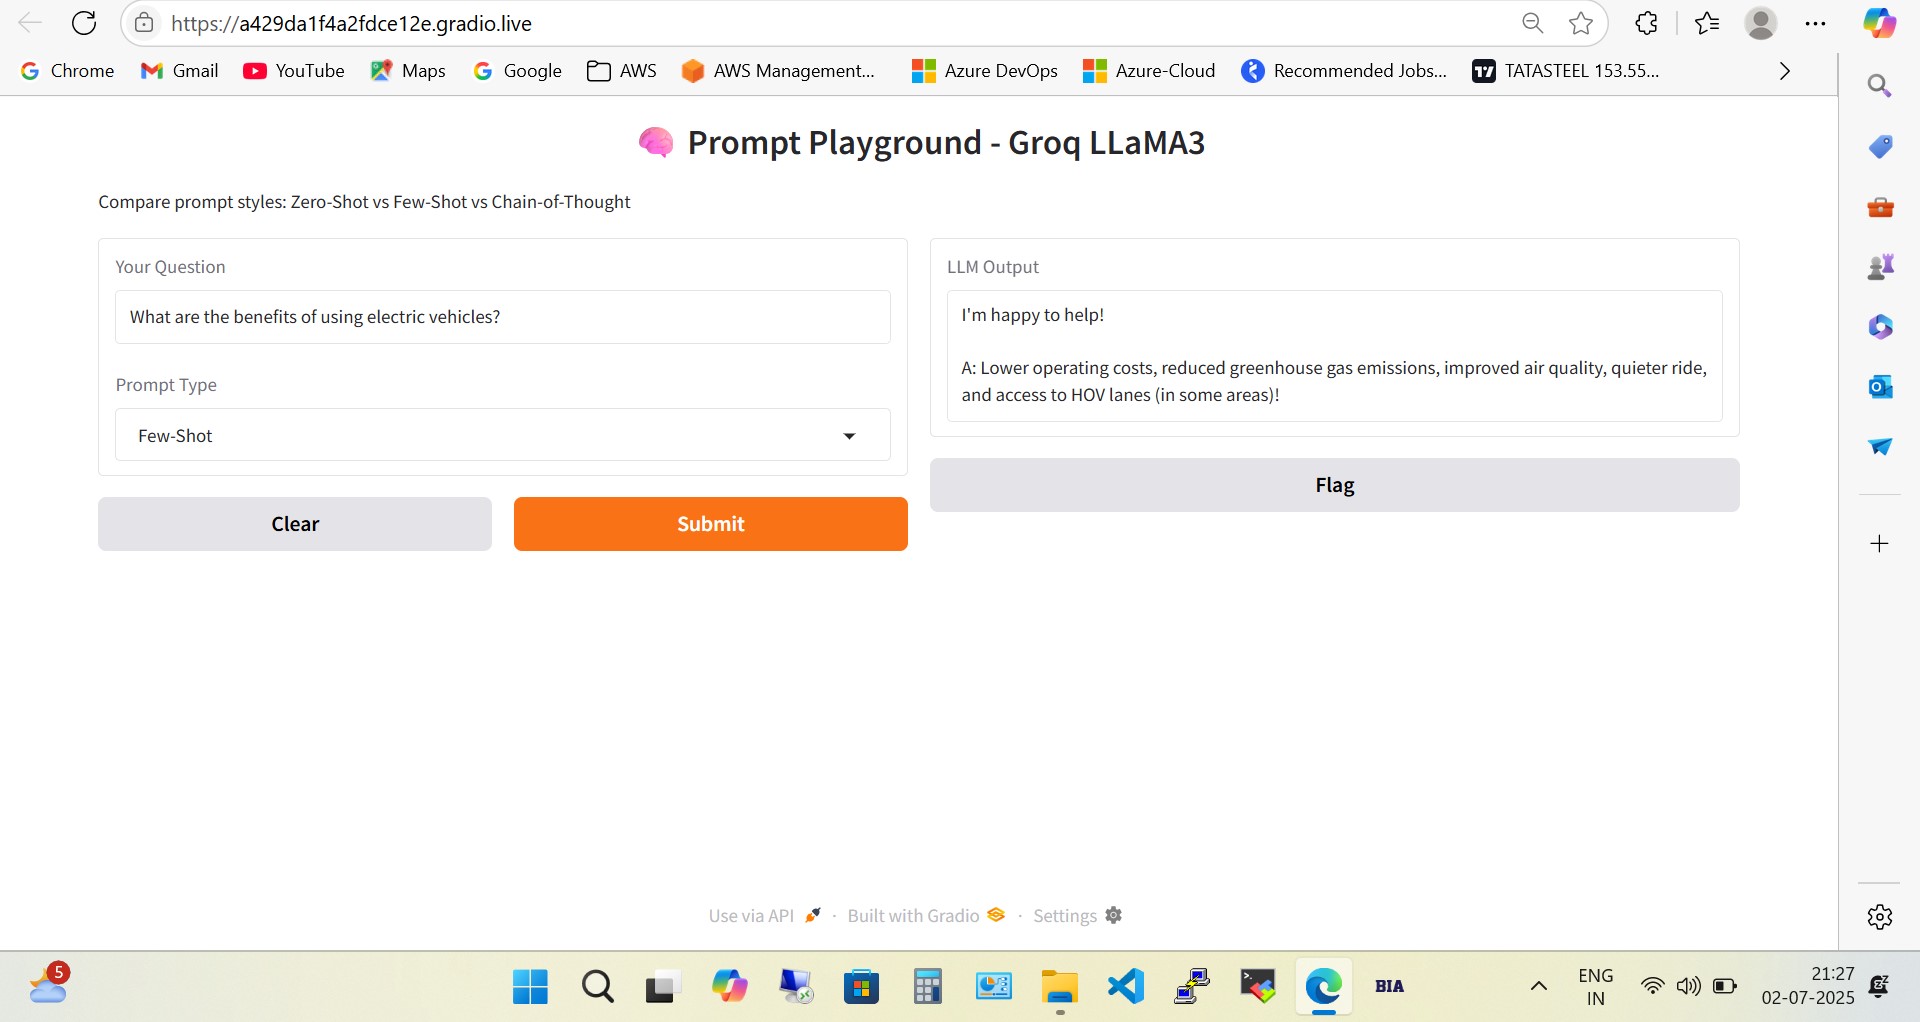 https://a429da1f4a2fdce12e.gradio.live
Chrome Gmail YouTube Maps Google AWS AWS Management... Azure DevOps Azure-Cloud Recommended Jobs... TATASTEEL 153.55...
Prompt Playground - Groq LLaMA3
Compare prompt styles: Zero-Shot vs Few-Shot vs Chain-of-Thought
Your Question
What are the benefits of using electric vehicles?
Prompt Type
Few-Shot
Clear Submit
LLM Output
I'm happy to help!
A: Lower operating costs, reduced greenhouse gas emissions, improved air quality, quieter ride,
and access to HOV lanes (in some areas)!
Flag
Use via API · Built with Gradio · Settings
5
BIA
ENG
IN
21:27
02-07-2025